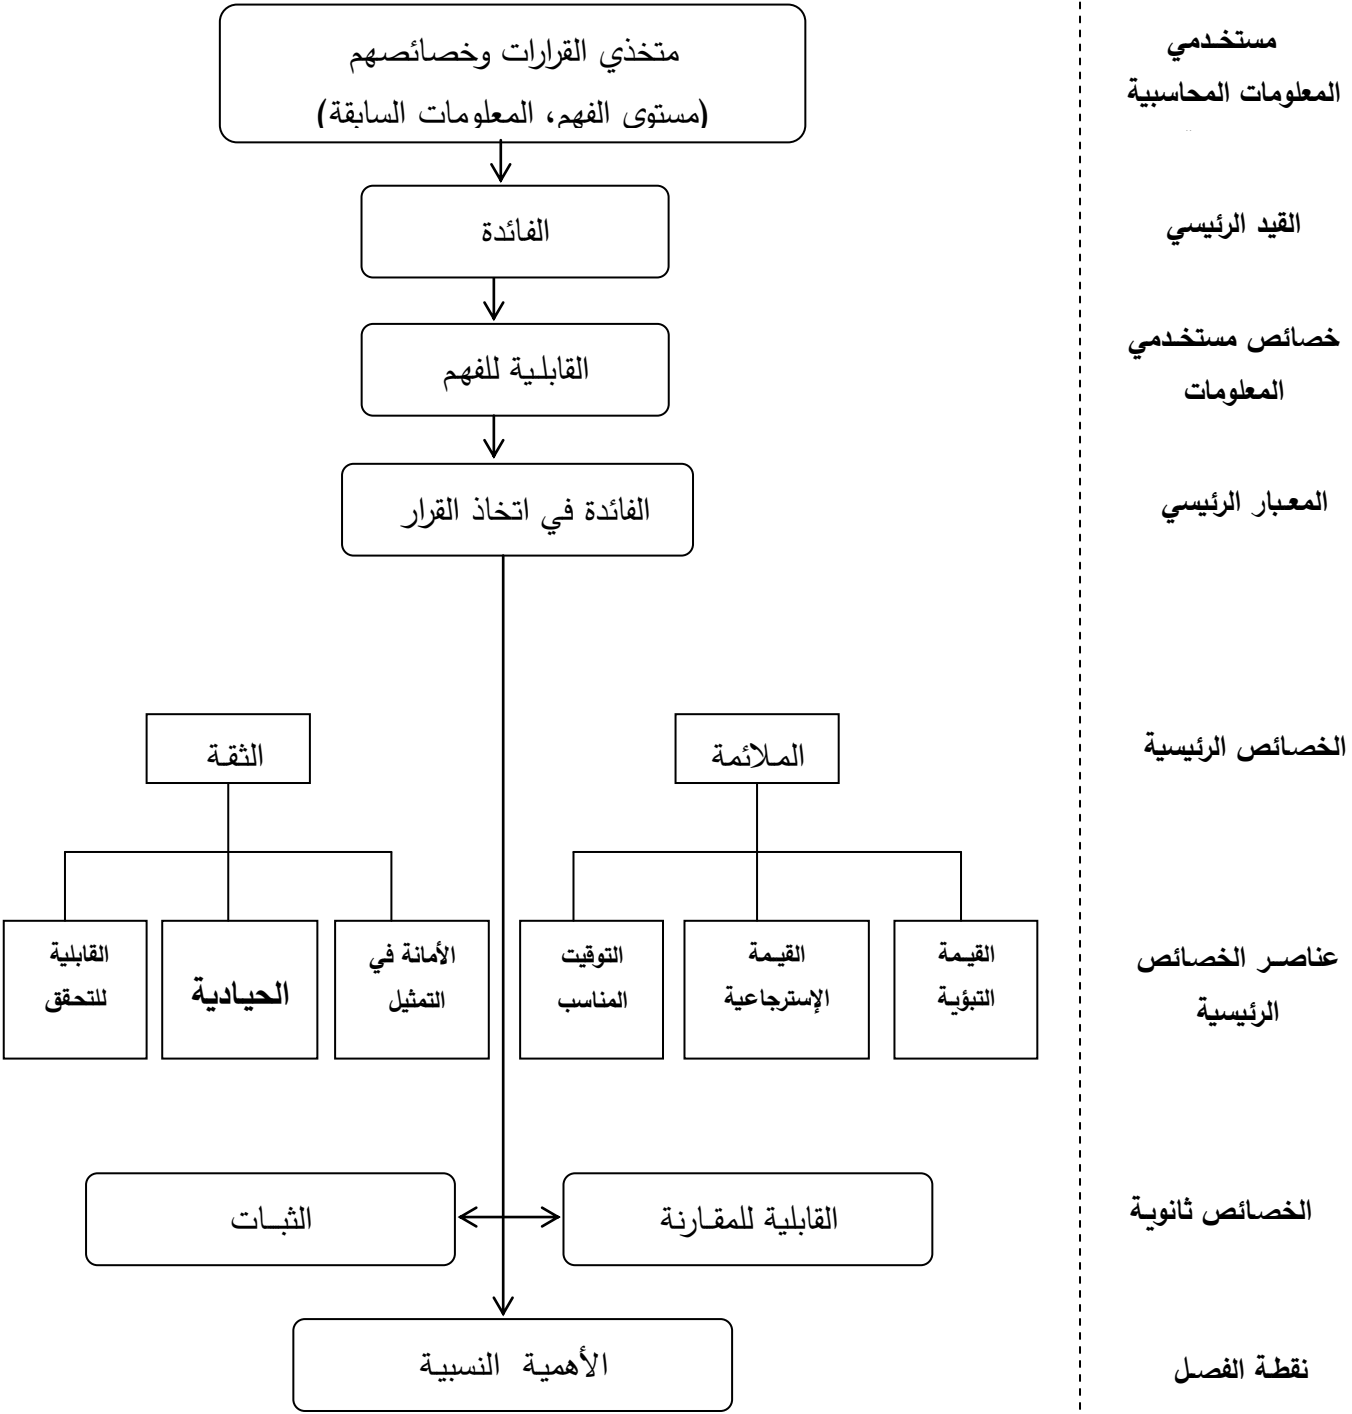 مستخدمي
المعلومات المحاسبية
متخذي القرارات وخصائصهم
(مستوى الفهم، المعلومات السابقة)
القيد الرئيسي
الفائدة
خصائص مستخدمي
المعلومات
القابلية للفهم
المعبار الرئيسي
الفائدة في اتخاذ القرار
الخصائص الرئيسية
الملائمة
الثقة
عناصر الخصائص
الرئيسية
القيمة
التبؤية
القيمة
الإسترجاعية
التوقيت
المناسب
الأمانة في
التمثيل
الحيادية
القابلية
للتحقق
الخصائص ثانوية
القابلية للمقارنة
الثبات
نقطة الفصل
الأهمية النسبية